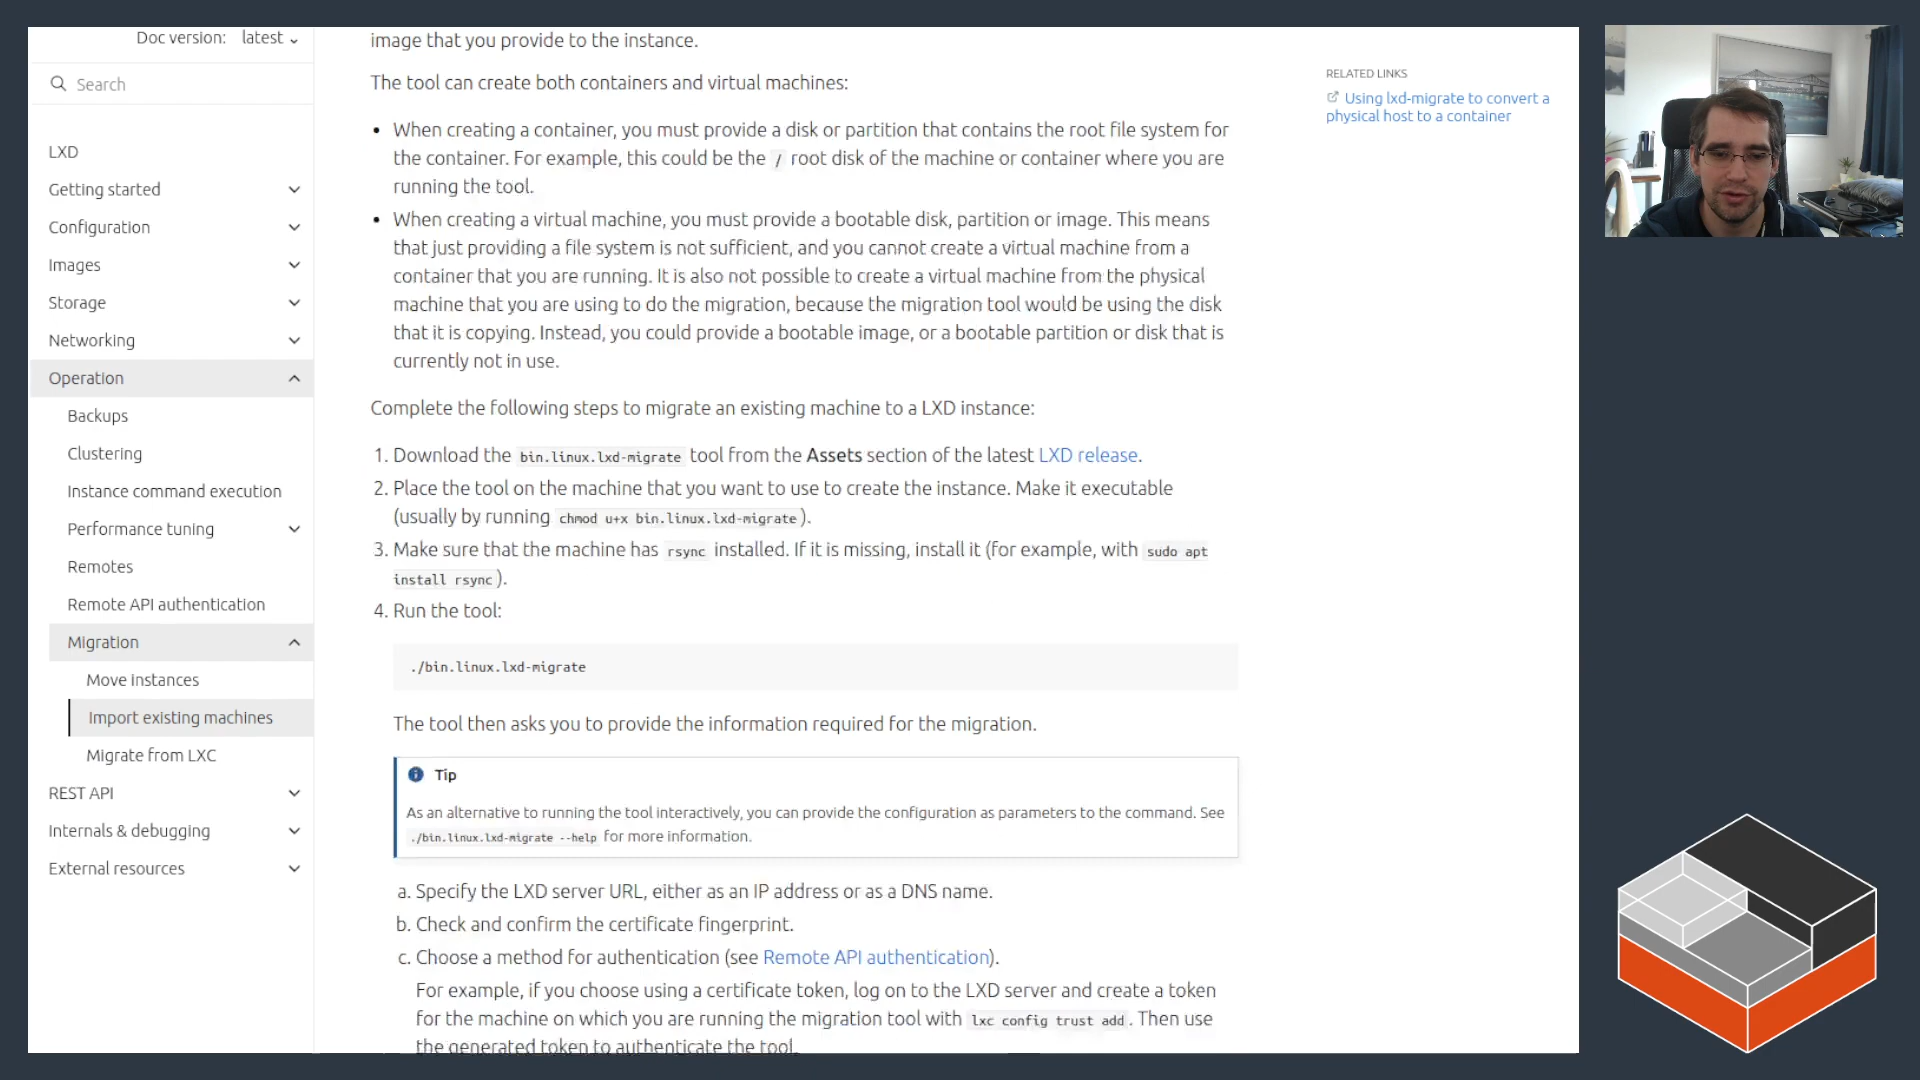 Doc version: latest
Search
LXD
Getting started
Configuration
Images
Storage
Networking
Operation
Backups
Clustering
Instance command execution
Performance tuning
Remotes
Remote API authentication
Migration
Move instances
Import existing machines
Migrate from LXC
REST API
Internals & debugging
External resources
image that you provide to the instance.
The tool can create both containers and virtual machines:
• When creating a container, you must provide a disk or partition that contains the root file system for
the container. For example, this could be the / root disk of the machine or container where you are
running the tool.
• When creating a virtual machine, you must provide a bootable disk, partition or image. This means
that just providing a file system is not sufficient, and you cannot create a virtual machine from a
container that you are running. It is also not possible to create a virtual machine from the physical
machine that you are using to do the migration, because the migration tool would be using the disk
that it is copying. Instead, you could provide a bootable image, or a bootable partition or disk that is
currently not in use.
Complete the following steps to migrate an existing machine to a LXD instance:
1. Download the bin.linux.lxd-migrate tool from the Assets section of the latest LXD release.
2. Place the tool on the machine that you want to use to create the instance. Make it executable
(usually by running chmod u+x bin.linux.lxd-migrate).
3. Make sure that the machine has rsync installed. If it is missing, install it (for example, with sudo apt
install rsync).
4. Run the tool:
./bin.linux.lxd-migrate
The tool then asks you to provide the information required for the migration.
Tip
As an alternative to running the tool interactively, you can provide the configuration as parameters to the command. See
./bin.linux.lxd-migrate --help for more information.
a. Specify the LXD server URL, either as an IP address or as a DNS name.
b. Check and confirm the certificate fingerprint.
c. Choose a method for authentication (see Remote API authentication).
For example, if you choose using a certificate token, log on to the LXD server and create a token
for the machine on which you are running the migration tool with lxc config trust add. Then use
the generated token to authenticate the tool.
RELATED LINKS
Using lxd-migrate to convert a
physical host to a container